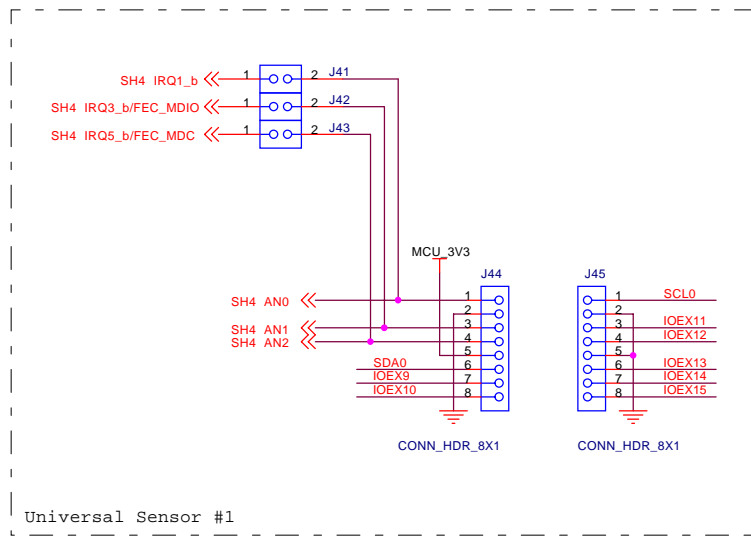 SH4 IRQ1_b 1 2 J41
SH4 IRQ3_b/FEC_MDIO 1 2 J42
SH4 IRQ5_b/FEC_MDC 1 2 J43
MCU_3V3
J44 J45
SH4 AN0 1 1 SCL0
2 2
SH4 AN1 3 3 IOEX11
SH4 AN2 4 4 IOEX12
5 5
SDA0 6 6 IOEX13
IOEX9 7 7 IOEX14
IOEX10 8 8 IOEX15
CONN_HDR_8X1 CONN_HDR_8X1
Universal Sensor #1